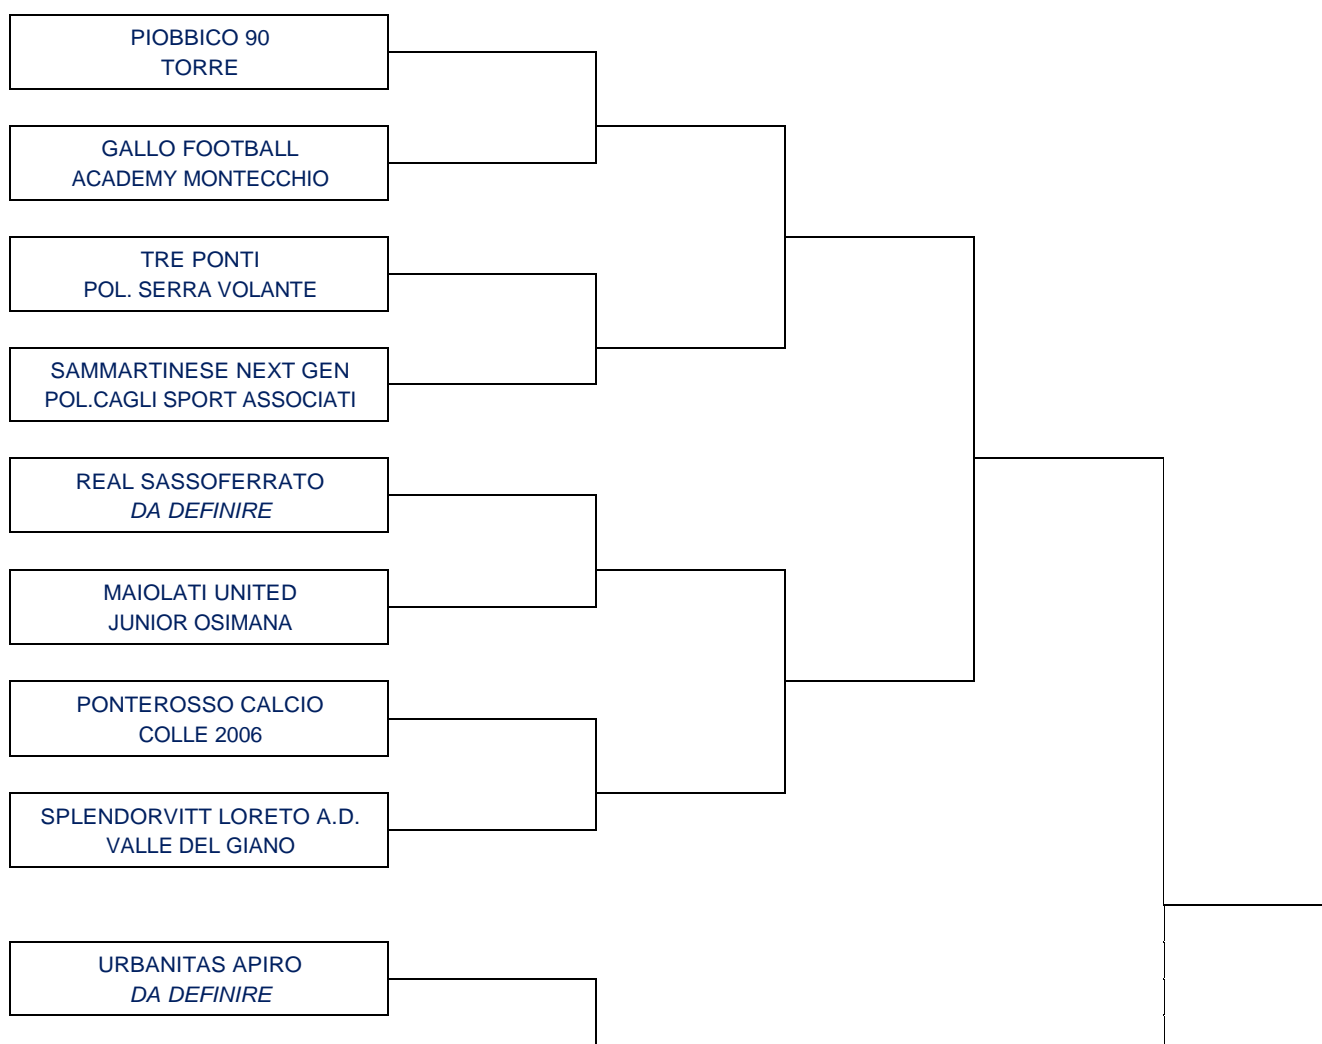 PIOBBICO 90
TORRE
GALLO FOOTBALL
ACADEMY MONTECCHIO
TRE PONTI
POL. SERRA VOLANTE
SAMMARTINESE NEXT GEN
POL.CAGLI SPORT ASSOCIATI
REAL SASSOFERRATO
DA DEFINIRE
MAIOLATI UNITED
JUNIOR OSIMANA
PONTEROSSO CALCIO
COLLE 2006
SPLENDORVITT LORETO A.D.
VALLE DEL GIANO
URBANITAS APIRO
DA DEFINIRE